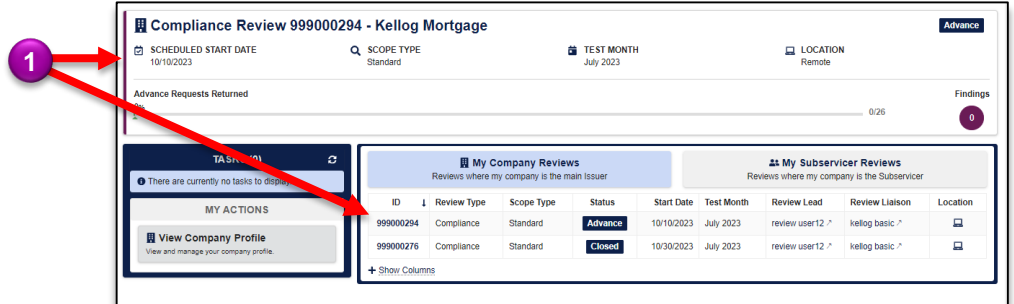 Compliance Review 999000294 - Kellog Mortgage
Advance
SCHEDULED START DATE
10/10/2023
SCOPE TYPE
Standard
TEST MONTH
July 2023
LOCATION
Remote
1
Advance Requests Returned
Findings
0/26
0
My Company Reviews
Reviews where my company is the main Issuer
My Subservicer Reviews
Reviews where my company is the Subservicer
There are currently no tasks to
MY ACTIONS
View Company Profile
View and manage your company profile.
ID Review Type Scope Type Status Start Date Test Month Review Lead Review Liaison Location
999000294 Compliance Standard Advance 10/10/2023 July 2023 review user12 kellog basic
999000276 Compliance Standard Closed 10/30/2023 July 2023 review user12 kellog basic
+ Show Columns